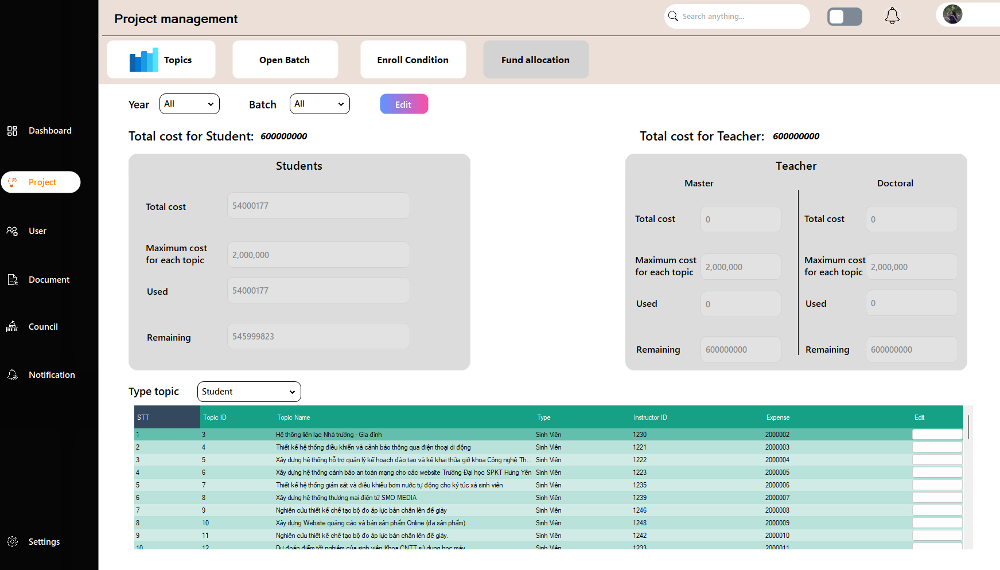 Project management
Search anything...
Topics
Open Batch
Enroll Condition
Fund allocation
Year
All
Batch
All
Edit
Dashboard
Project
User
Document
Council
Notification
Settings
Total cost for Student: 600000000
Total cost for Teacher: 600000000
Students
Total cost
54000177
Maximum cost
for each topic
2,000,000
Used
54000177
Remaining
545999823
Teacher
Master
Total cost
0
Maximum cost
for each topic
2,000,000
Used
0
Remaining
600000000
Doctoral
Total cost
0
Maximum cost
for each topic
2,000,000
Used
0
Remaining
600000000
Type topic
Student
STT Topic ID Topic Name Type Instructor ID Expense Edit
1 3 Hệ thống liên lạc Nhà trường - Gia đình Sinh Viên 1230 2000002
2 4 Thiết kế hệ thống điều khiển và cảnh báo thông qua điện thoại di động Sinh Viên 1221 2000003
3 5 Xây dựng hệ thống hỗ trợ quản lý kế hoạch đào tạo và kê khai thừa giờ khoa Công nghệ Th... Sinh Viên 1222 2000004
4 6 Xây dựng hệ thống cảnh báo an toàn mạng cho các website Trường Đại học SPKT Hưng Yên Sinh Viên 1223 2000005
5 7 Thiết kế hệ thống giám sát và điều khiểu bơm nước tự động cho ký túc xá sinh viên Sinh Viên 1235 2000006
6 8 Xây dựng hệ thống thương mại điện tử SMO MEDIA Sinh Viên 1239 2000007
7 9 Nghiên cứu thiết kế chế tạo bộ đo áp lực bàn chân lên đế giày Sinh Viên 1246 2000008
8 10 Xây dựng Website quảng cáo và bán sản phẩm Online (đa sản phẩm). Sinh Viên 1248 2000009
9 11 Nghiên cứu thiết kế chế tạo bộ đo áp lực bàn chân lên đế giày. Sinh Viên 1242 2000010
10 12 Dự đoán điểm tốt nghiệm của sinh viên Khoa CNTT sử dụng học máy Sinh Viên 1233 2000011